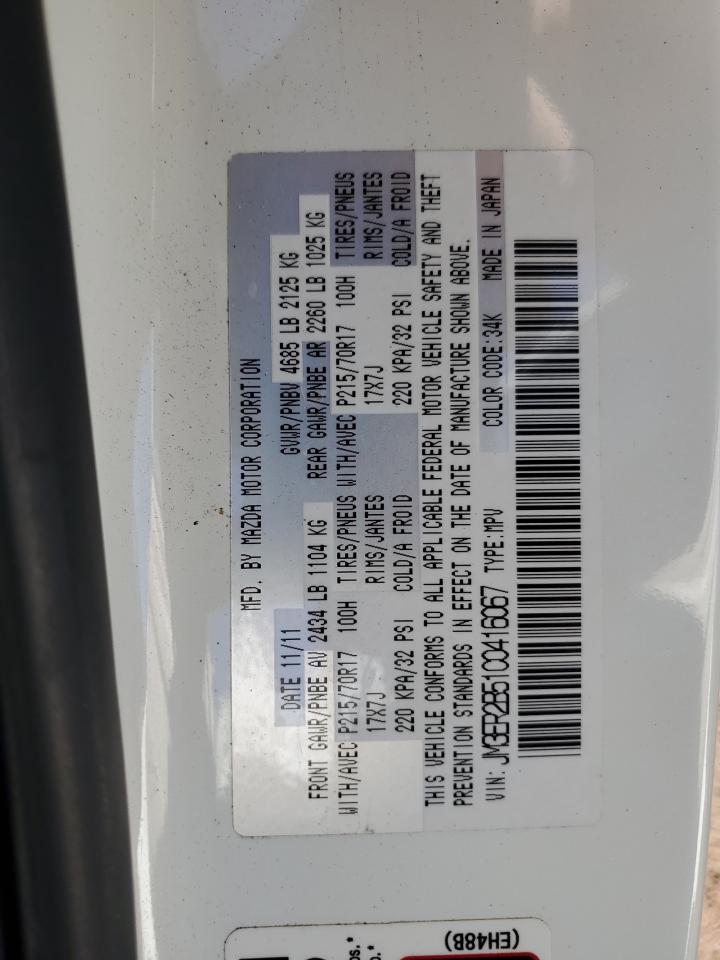 MFD. BY MAZDA MOTOR CORPORATION
DATE 11/11 GVWR/PNBV 4685 LB 2125 KG
FRONT GAWR/PNBE AV 2434 LB 1104 KG REAR GAWR/PNBE AR 2260 LB 1025 KG
WITH/AVEC P215/70R17 100H TIRES/PNEUS WITH/AVEC P215/70R17 100H TIRES/PNEUS
17X7J RIMS/JANTES 17X7J RIMS/JANTES
220 KPA/32 PSI COLD/A FROID 220 KPA/32 PSI COLD/A FROID
THIS VEHICLE CONFORMS TO ALL APPLICABLE FEDERAL MOTOR VEHICLE SAFETY AND THEFT
PREVENTION STANDARDS IN EFFECT ON THE DATE OF MANUFACTURE SHOWN ABOVE.
VIN: JM3ER2B51C0416067 TYPE:MPV COLOR CODE:34K MADE IN JAPAN
(EH48B)